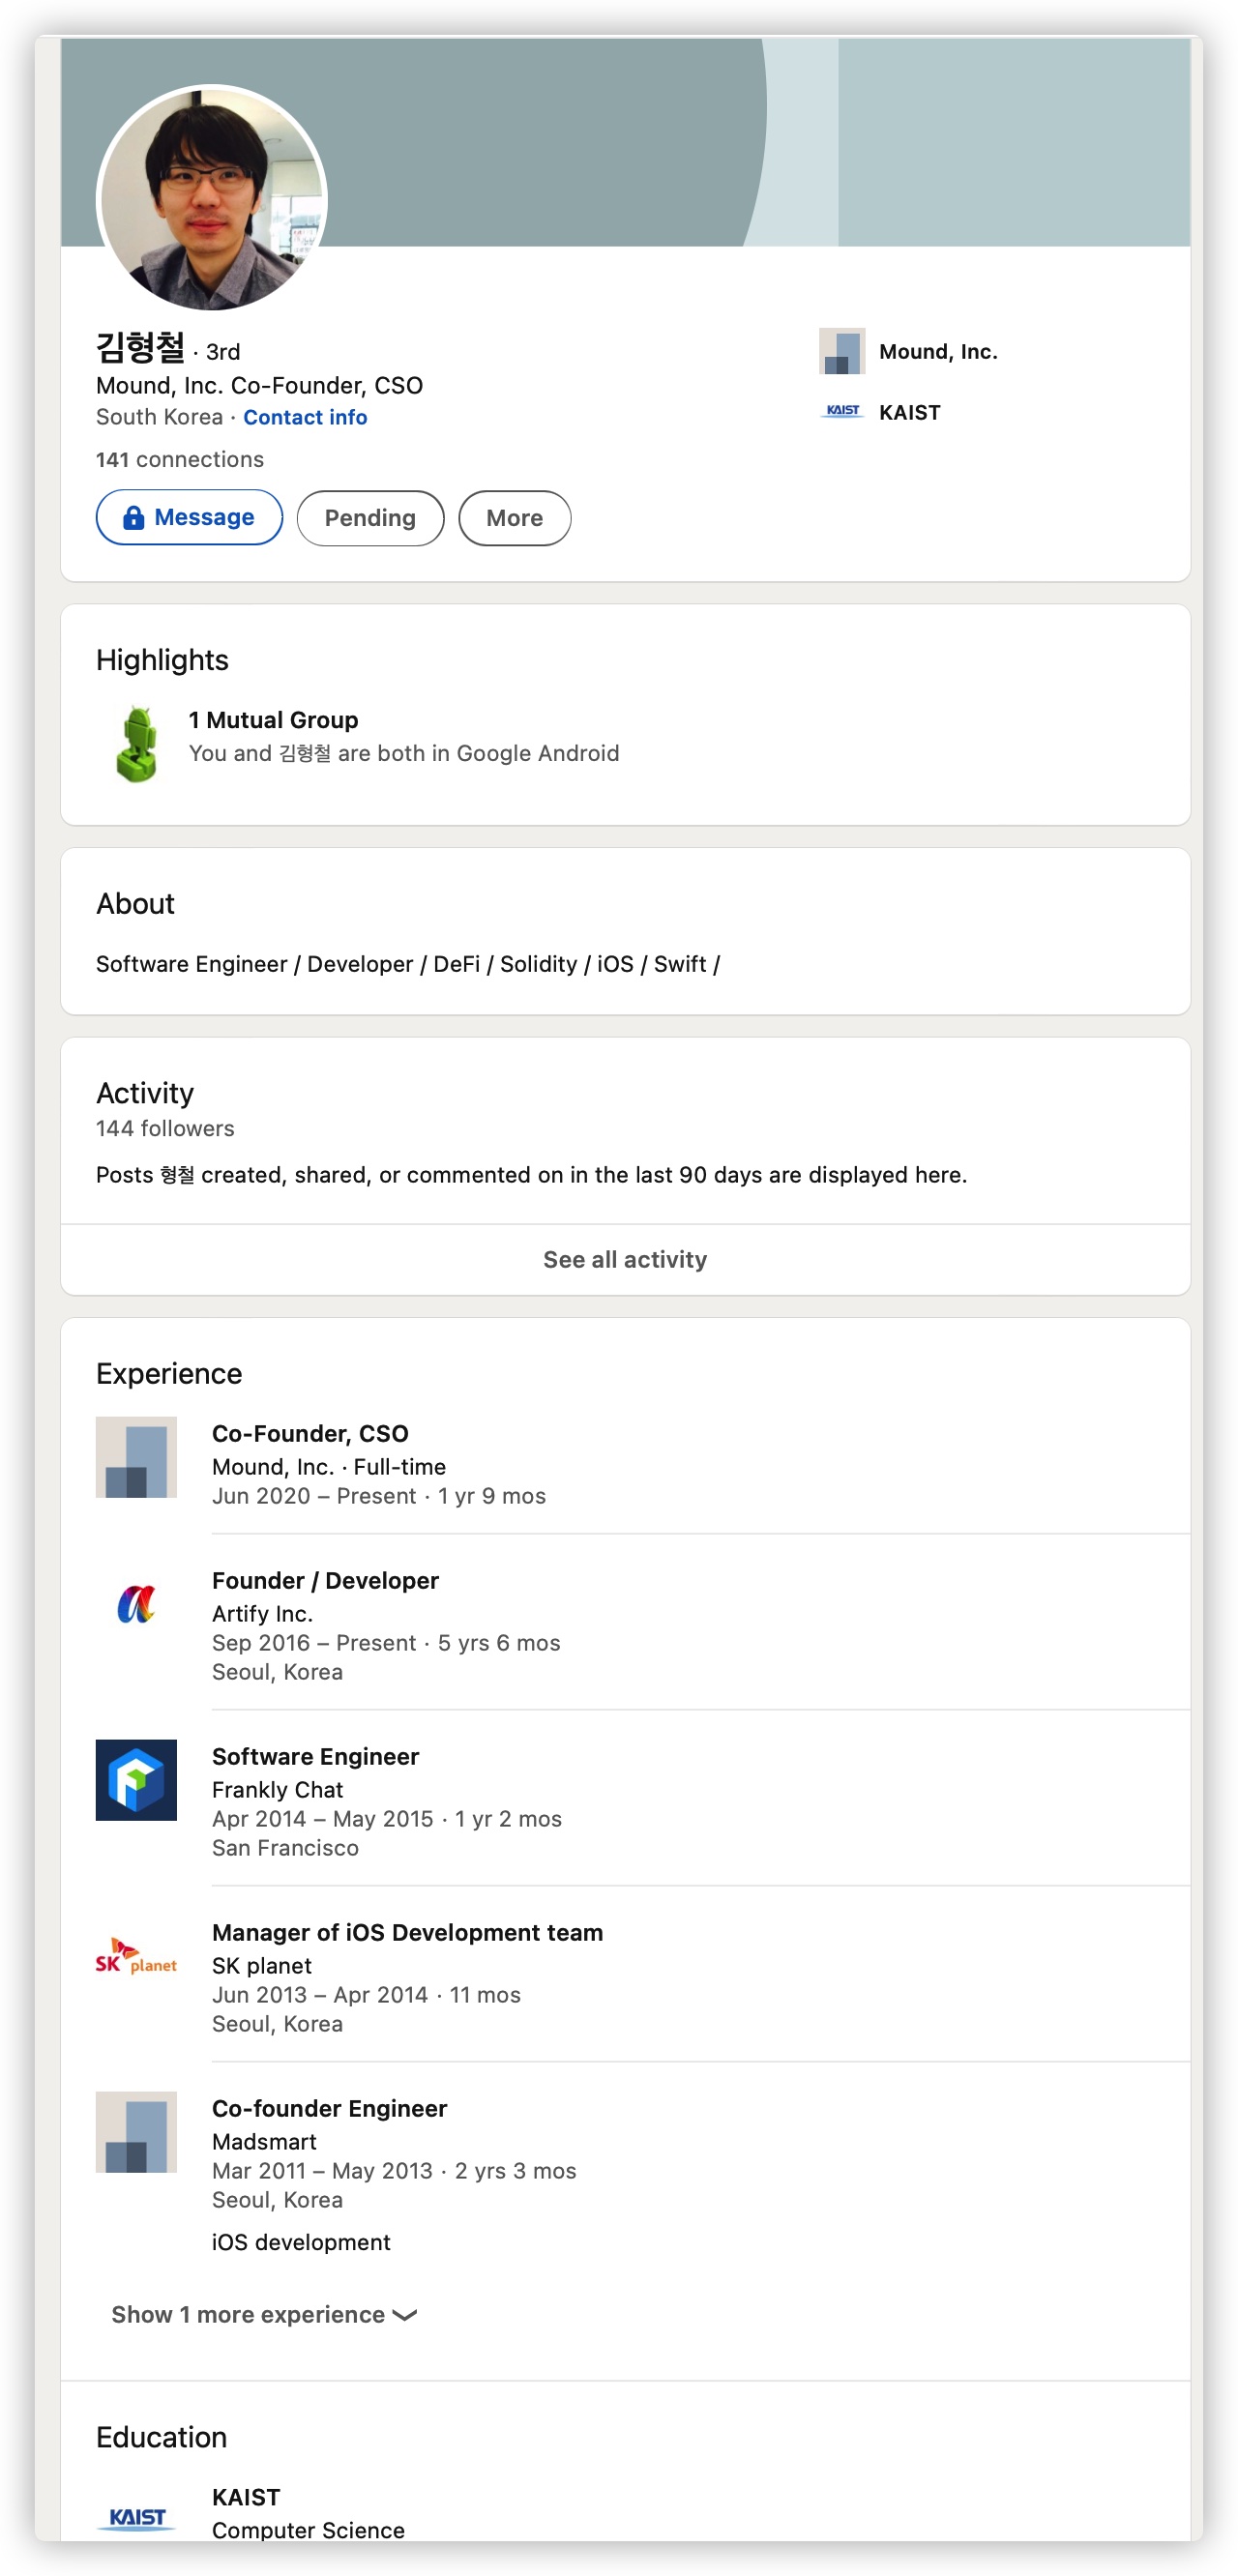 김형철 · 3rd
Mound, Inc. Co-Founder, CSO
South Korea · Contact info
141 connections
Message
Pending
More
Mound, Inc.
KAIST KAIST
Highlights
1 Mutual Group
You and 김형철 are both in Google Android
About
Software Engineer / Developer / DeFi / Solidity / iOS / Swift /
Activity
144 followers
Posts 형철 created, shared, or commented on in the last 90 days are displayed here.
See all activity
Experience
Co-Founder, CSO
Mound, Inc. · Full-time
Jun 2020 – Present · 1 yr 9 mos
Founder / Developer
Artify Inc.
Sep 2016 – Present · 5 yrs 6 mos
Seoul, Korea
Software Engineer
Frankly Chat
Apr 2014 – May 2015 · 1 yr 2 mos
San Francisco
SK planet
Manager of iOS Development team
SK planet
Jun 2013 – Apr 2014 · 11 mos
Seoul, Korea
Co-founder Engineer
Madsmart
Mar 2011 – May 2013 · 2 yrs 3 mos
Seoul, Korea
iOS development
Show 1 more experience
Education
KAIST
KAIST
Computer Science